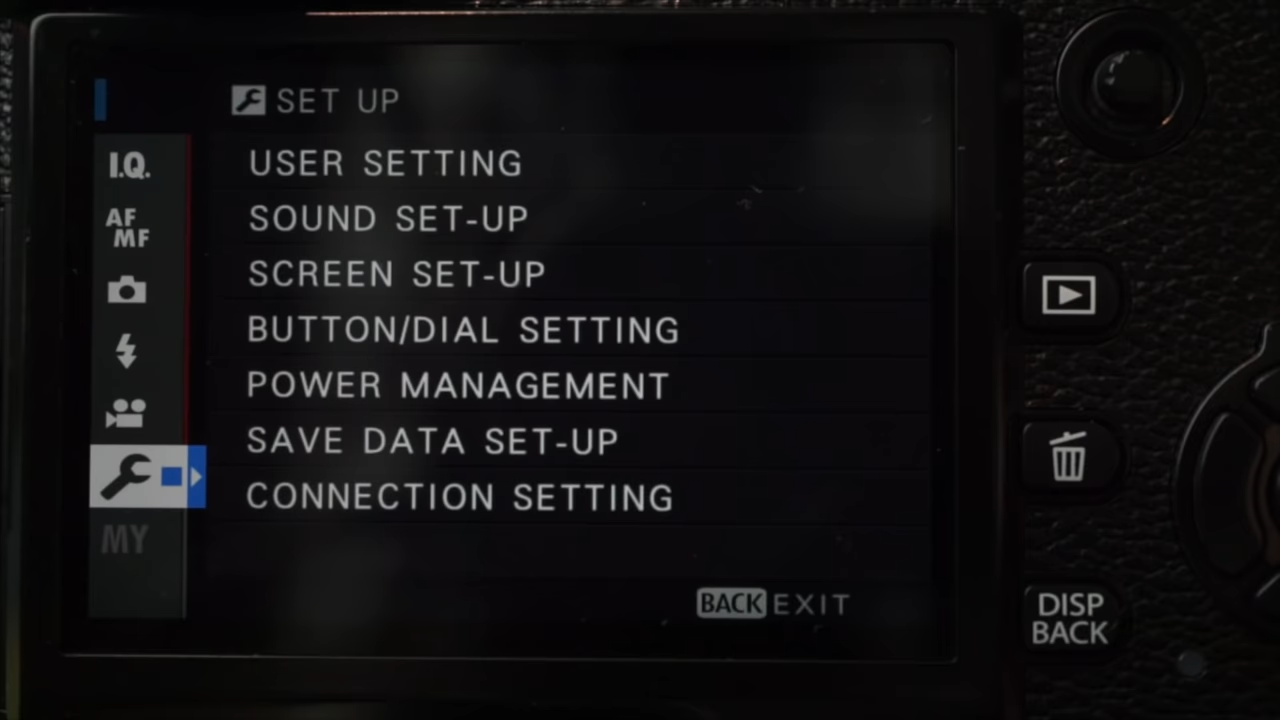 SET UP
I.Q.
USER SETTING
AF
MF
SOUND SET-UP
SCREEN SET-UP
BUTTON/DIAL SETTING
POWER MANAGEMENT
SAVE DATA SET-UP
CONNECTION SETTING
MY
BACK EXIT
DISP
BACK